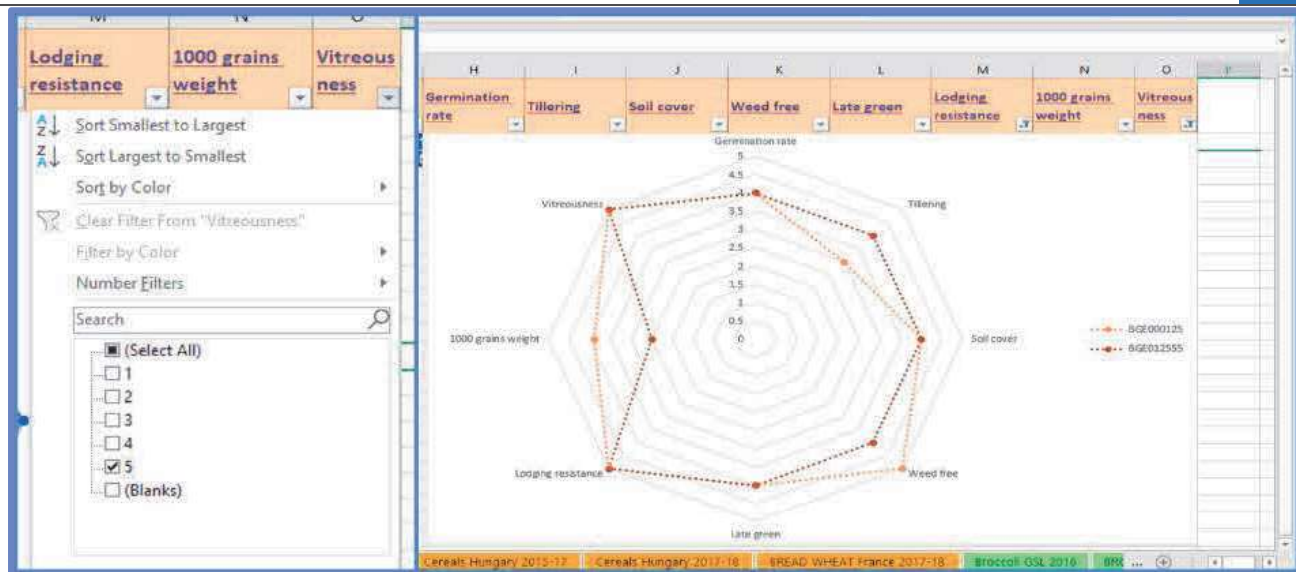 M N O
Lodging resistance
1000 grains weight
Vitreous ness
Sort Smallest to Largest
Sort Largest to Smallest
Sort by Color
Clear Filter From "Vitreousness"
Filter by Color
Number Filters
Search
(Select All)
1
2
3
4
5
(Blanks)
H I J K L M N O P
Germination rate
Tillering
Soil cover
Weed free
Late green
Lodging resistance
1000 grains weight
Vitreous ness
Germination rate
5
4.5
4
3.5
3
2.5
2
1.5
1
0.5
0
Vitreousness
Tillering
1000 grains weight
Soil cover
Lodging resistance
Weed free
Late green
BGE000125
BGE012555
Cereals Hungary 2015-17
Cereals Hungary 2017-18
BREAD WHEAT France 2017-18
Broccoli GSL 2016
...